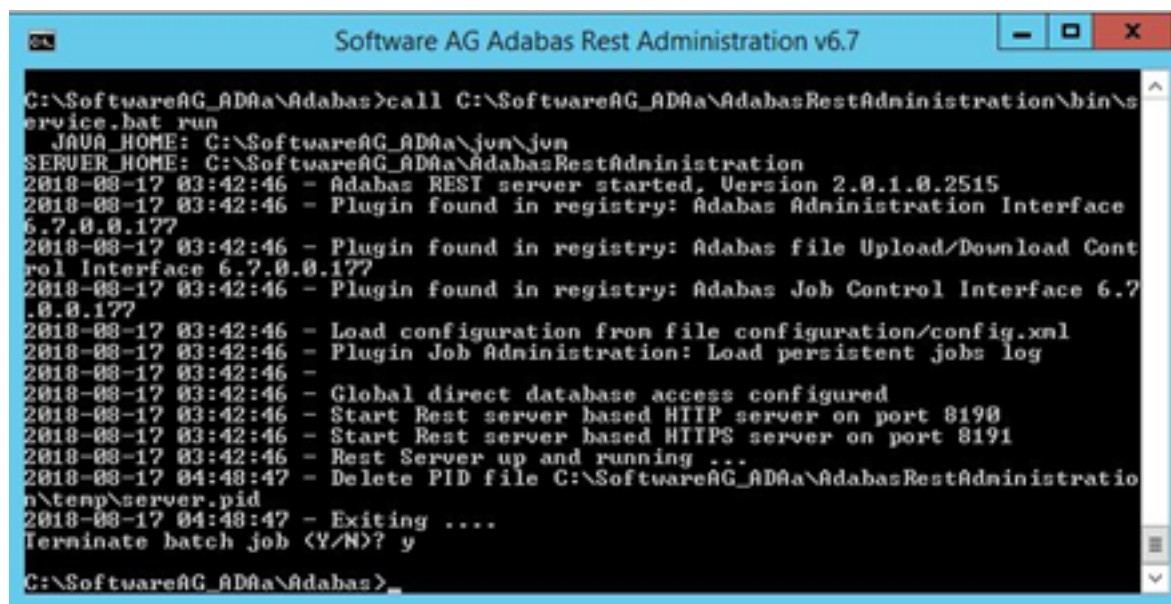 Software AG Adabas Rest Administration v6.7
C:\SoftwareAG_ADAa\Adabas>call C:\SoftwareAG_ADAa\AdabasRestAdministration\bin\s
ervice.bat run
JAVA_HOME: C:\SoftwareAG_ADAa\jvm\jvm
SERVER_HOME: C:\SoftwareAG_ADAa\AdabasRestAdministration
2018-08-17 03:42:46 - Adabas REST server started, Version 2.0.1.0.2515
2018-08-17 03:42:46 - Plugin found in registry: Adabas Administration Interface
6.7.0.0.177
2018-08-17 03:42:46 - Plugin found in registry: Adabas file Upload/Download Cont
rol Interface 6.7.0.0.177
2018-08-17 03:42:46 - Plugin found in registry: Adabas Job Control Interface 6.7
.0.0.177
2018-08-17 03:42:46 - Load configuration from file configuration/config.xml
2018-08-17 03:42:46 - Plugin Job Administration: Load persistent jobs log
2018-08-17 03:42:46 -
2018-08-17 03:42:46 - Global direct database access configured
2018-08-17 03:42:46 - Start Rest server based HTTP server on port 8190
2018-08-17 03:42:46 - Start Rest server based HTTPS server on port 8191
2018-08-17 03:42:46 - Rest Server up and running ...
2018-08-17 04:48:47 - Delete PID file C:\SoftwareAG_ADAa\AdabasRestAdministratio
n\temp\server.pid
2018-08-17 04:48:47 - Exiting ....
Terminate batch job (Y/N)? y
C:\SoftwareAG_ADAa\Adabas>_